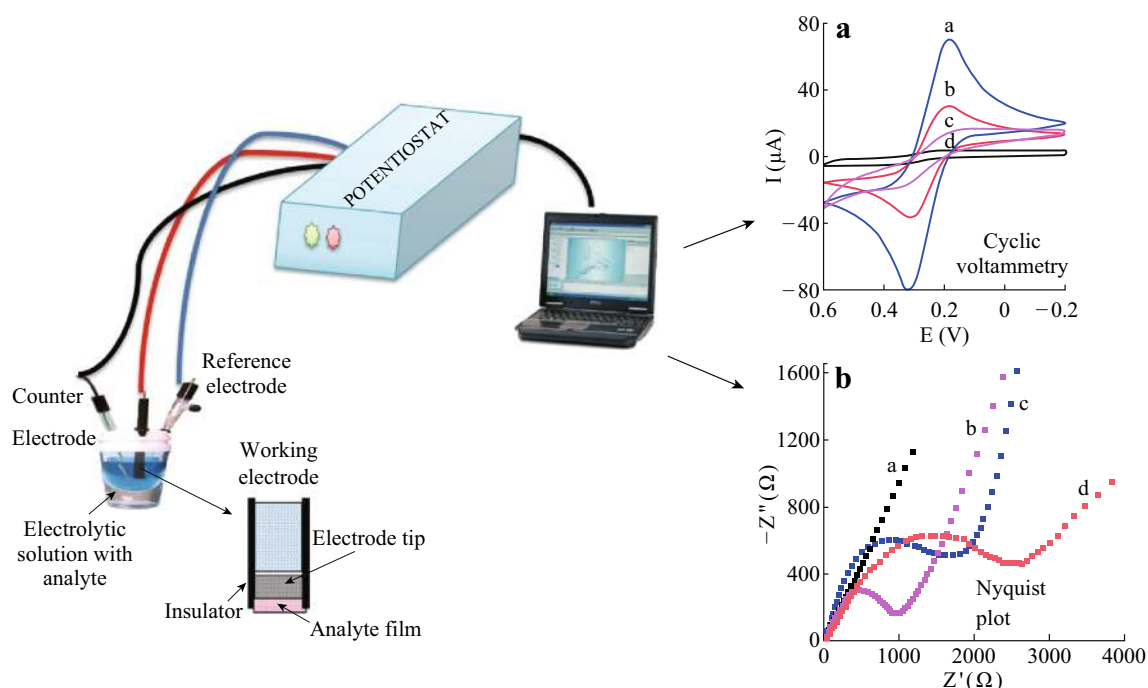 POTENTIOSTAT
Counter
Electrode
Reference
electrode
Electrolytic
solution with
analyte
Working
electrode
Electrode tip
Insulator
Analyte film
a
80
40
0
−40
−80
I (μA)
a
b
c
d
Cyclic
voltammetry
0.6
0.4
0.2
0
−0.2
E (V)
b
1600
1200
800
400
0
−Z″(Ω)
a
b
c
d
Nyquist
plot
0
1000
2000
3000
4000
Z′(Ω)